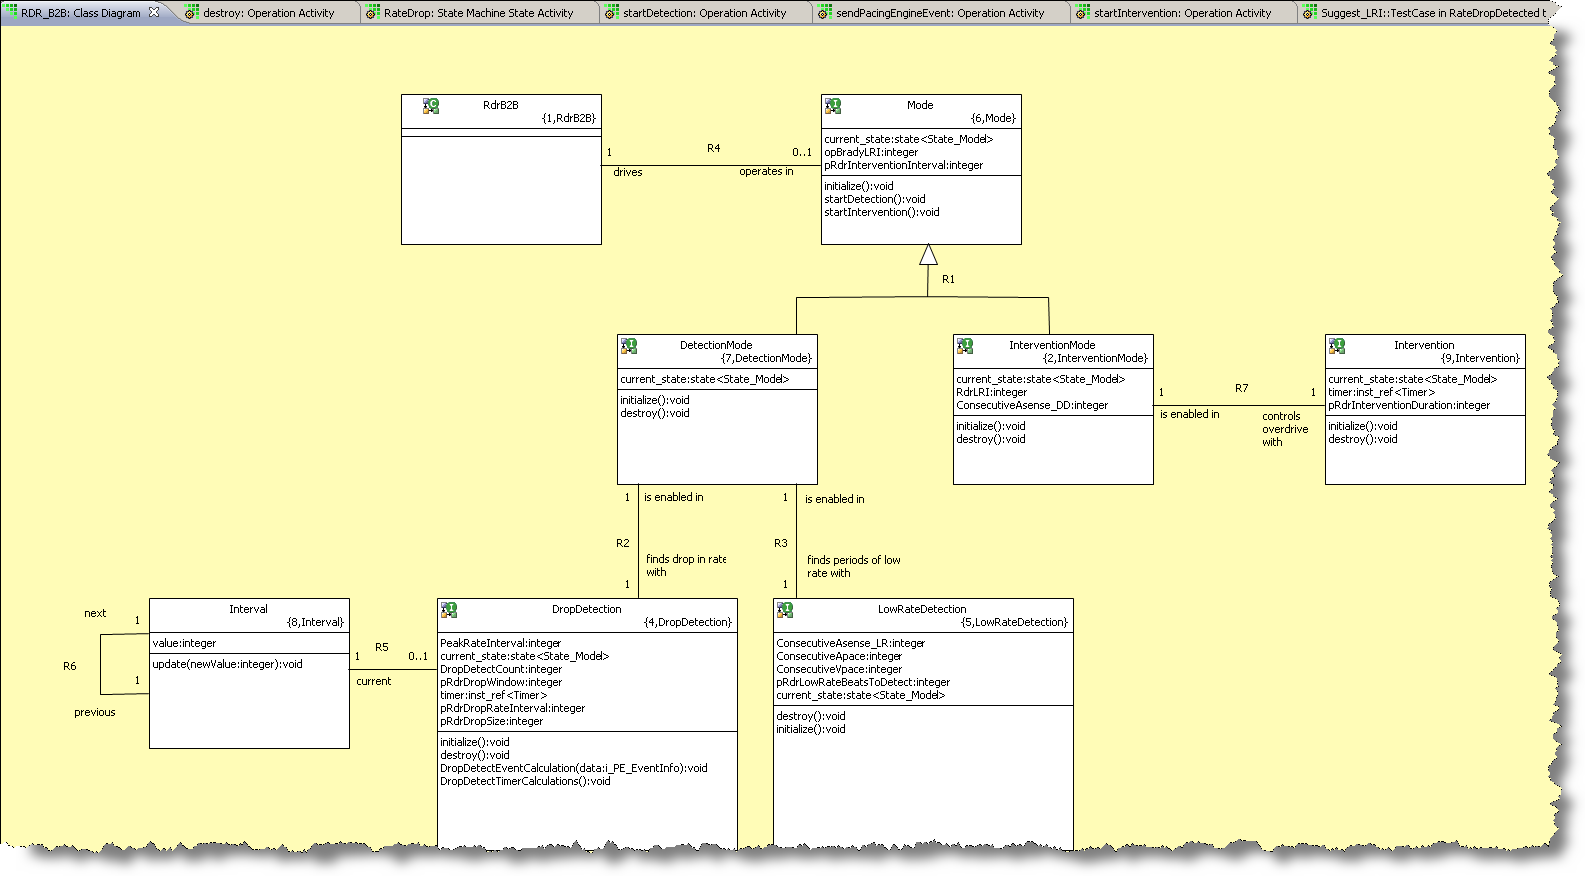 RDR_B2B: Class Diagram
destroy: Operation Activity
RateDrop: State Machine State Activity
startDetection: Operation Activity
sendPacingEngineEvent: Operation Activity
startIntervention: Operation Activity
Suggest_LRI::TestCase in RateDropDetected t
RdrB2B
{1,RdrB2B}
1
drives
R4
0..1
operates in
Mode
{6,Mode}
current_state:state<State_Model>
opBradyLRI:integer
pRdrInterventionInterval:integer
initialize():void
startDetection():void
startIntervention():void
R1
DetectionMode
{7,DetectionMode}
current_state:state<State_Model>
initialize():void
destroy():void
InterventionMode
{2,InterventionMode}
current_state:state<State_Model>
RdrLRI:integer
ConsecutiveAsense_DD:integer
initialize():void
destroy():void
1
is enabled in
R7
1
controls
overdrive
with
Intervention
{9,Intervention}
current_state:state<State_Model>
timer:inst_ref<Timer>
pRdrInterventionDuration:integer
initialize():void
destroy():void
1
is enabled in
R2
finds drop in rate
with
1
1
is enabled in
R3
finds periods of low
rate with
1
next
1
R6
1
previous
Interval
{8,Interval}
value:integer
update(newValue:integer):void
R5
1
0..1
current
DropDetection
{4,DropDetection}
PeakRateInterval:integer
current_state:state<State_Model>
DropDetectCount:integer
pRdrDropWindow:integer
timer:inst_ref<Timer>
pRdrDropRateInterval:integer
pRdrDropSize:integer
initialize():void
destroy():void
DropDetectEventCalculation(data:i_PE_EventInfo):void
DropDetectTimerCalculations():void
LowRateDetection
{5,LowRateDetection}
ConsecutiveAsense_LR:integer
ConsecutiveApace:integer
ConsecutiveVpace:integer
pRdrLowRateBeatsToDetect:integer
current_state:state<State_Model>
destroy():void
initialize():void